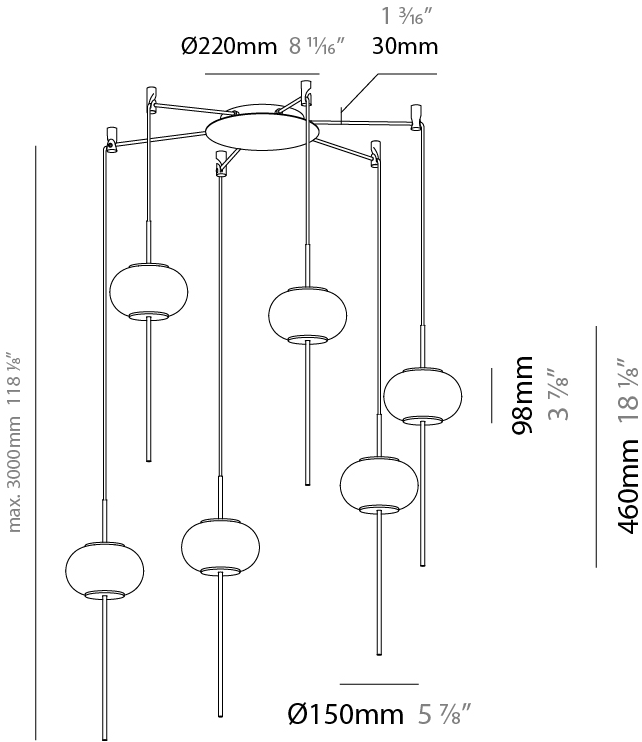 1 ³⁄₁₆”
Ø220mm 8 ¹¹⁄₁₆” 30mm
max. 3000mm 118 ⅛”
98mm
3 ⅞”
460mm 18 ⅛”
Ø150mm 5 ⅞”